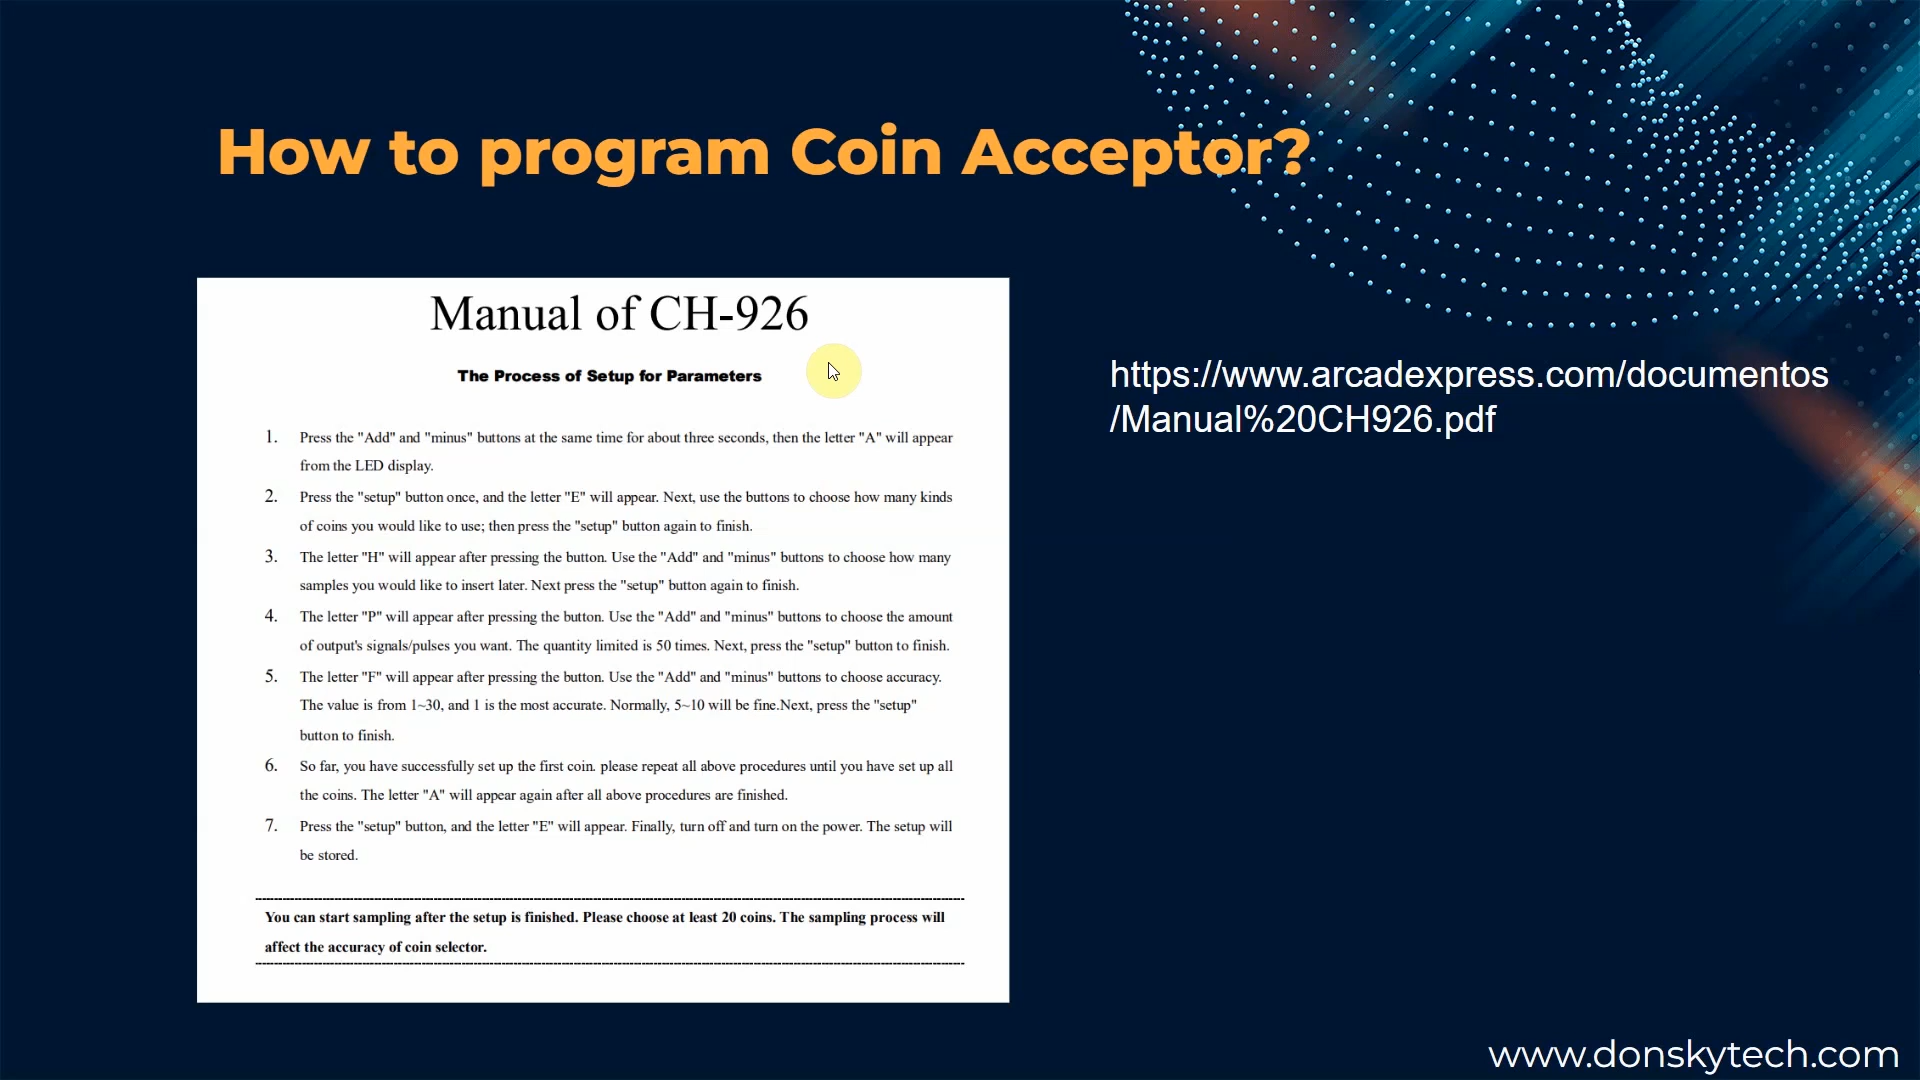 How to program Coin Acceptor?
Manual of CH-926
The Process of Setup for Parameters
1. Press the "Add" and "minus" buttons at the same time for about three seconds, then the letter "A" will appear
from the LED display.
2. Press the "setup" button once, and the letter "E" will appear. Next, use the buttons to choose how many kinds
of coins you would like to use; then press the "setup" button again to finish.
3. The letter "H" will appear after pressing the button. Use the "Add" and "minus" buttons to choose how many
samples you would like to insert later. Next press the "setup" button again to finish.
4. The letter "P" will appear after pressing the button. Use the "Add" and "minus" buttons to choose the amount
of output's signals/pulses you want. The quantity limited is 50 times. Next, press the "setup" button to finish.
5. The letter "F" will appear after pressing the button. Use the "Add" and "minus" buttons to choose accuracy.
The value is from 1~30, and 1 is the most accurate. Normally, 5~10 will be fine.Next, press the "setup"
button to finish.
6. So far, you have successfully set up the first coin. please repeat all above procedures until you have set up all
the coins. The letter "A" will appear again after all above procedures are finished.
7. Press the "setup" button, and the letter "E" will appear. Finally, turn off and turn on the power. The setup will
be stored.
You can start sampling after the setup is finished. Please choose at least 20 coins. The sampling process will
affect the accuracy of coin selector.
https://www.arcadexpress.com/documentos
/Manual%20CH926.pdf
www.donskytech.com